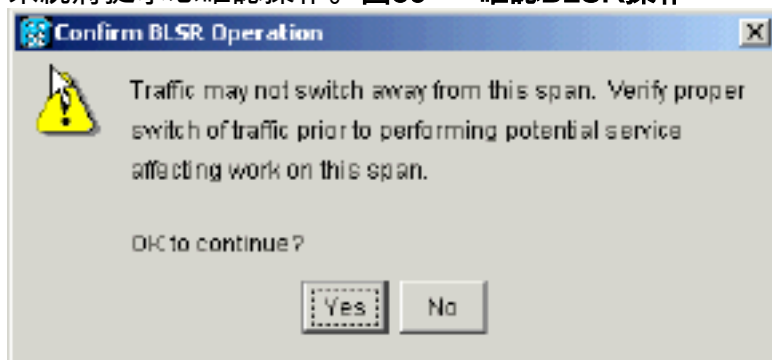 Confirm BLSR Operation
Traffic may not switch away from this span. Verify proper
switch of traffic prior to performing potential service
affecting work on this span.
OK to continue?
Yes
No